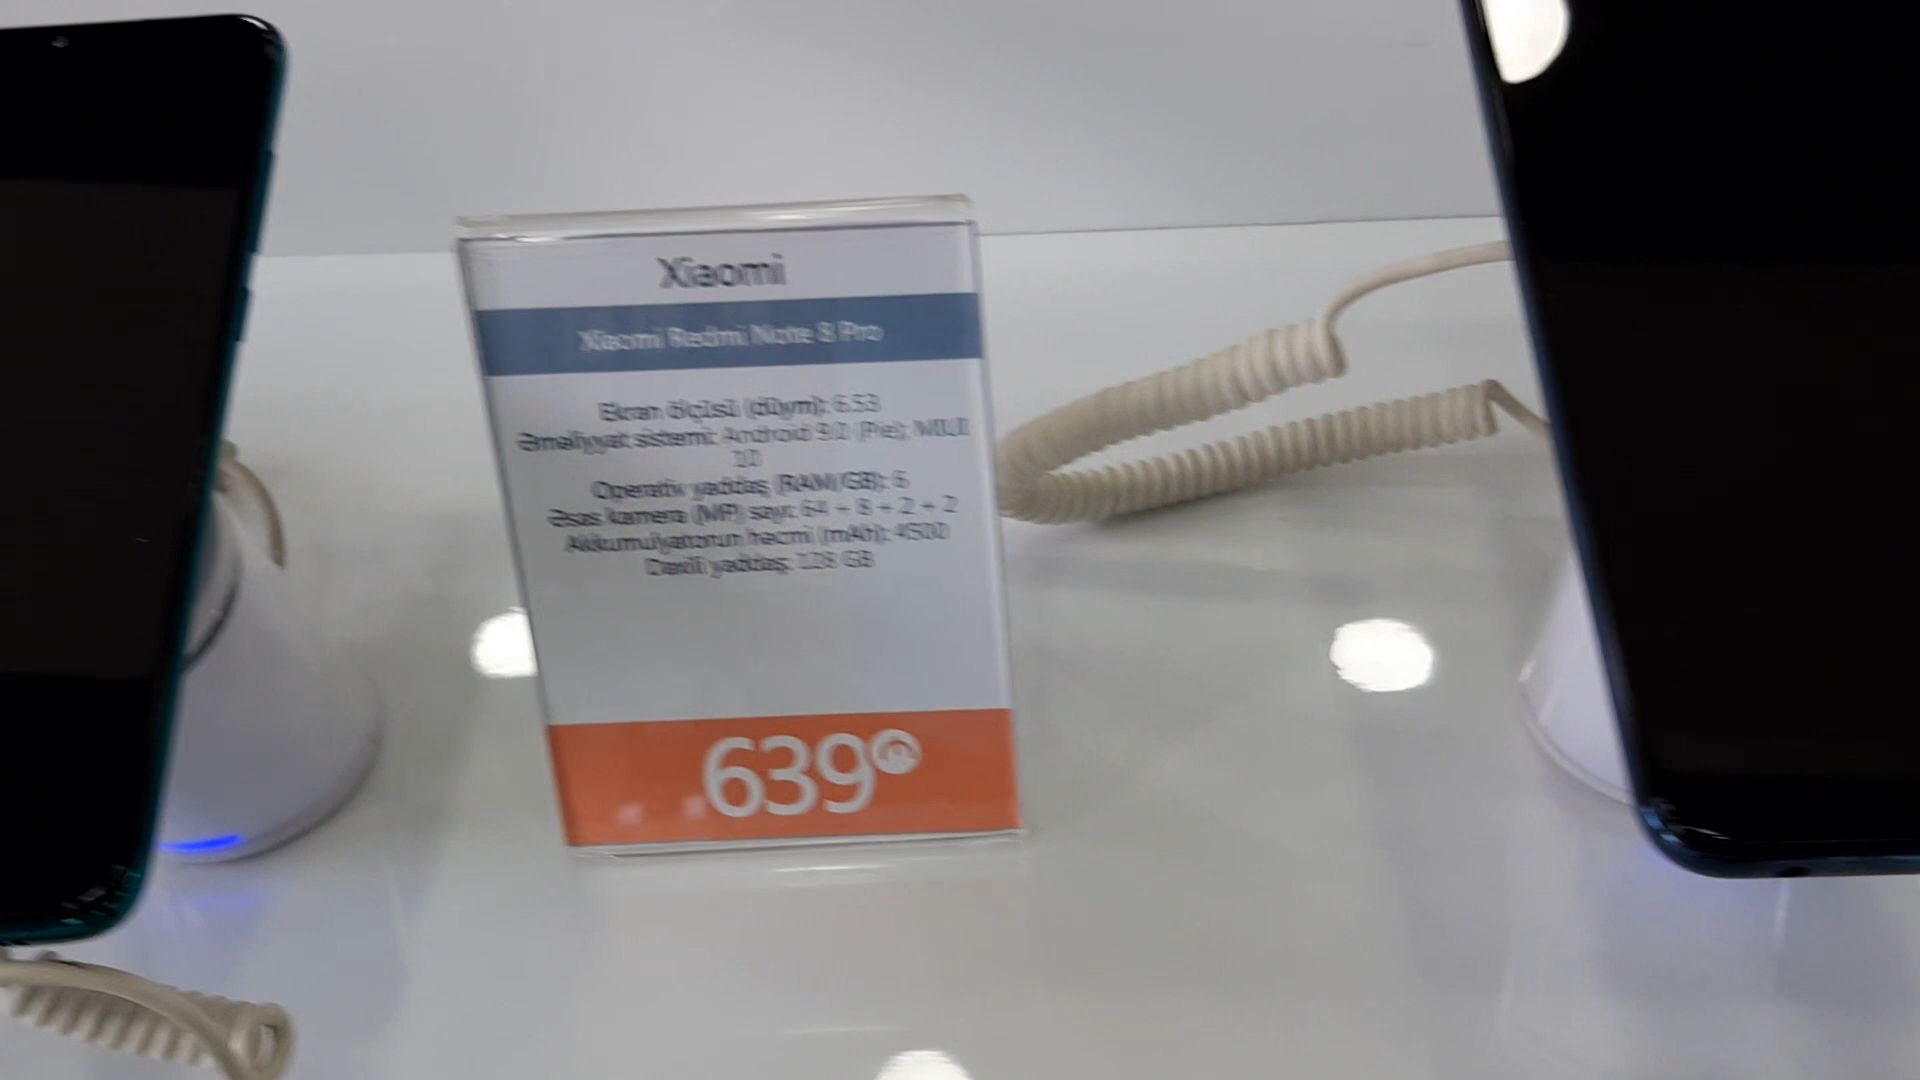 Xiaomi
Xiaomi Redmi Note 8 Pro
Ekran ölçüsü (düym): 6.53
Əməliyyat sistemi: Android 9.0 (Pie); MIUI
10
Operativ yaddaş (RAM/GB): 6
Əsas kamera (MP) sayı: 64 + 8 + 2 + 2
Akkumulyatorun həcmi (mAh): 4500
Daxili yaddaş: 128 GB
639₼